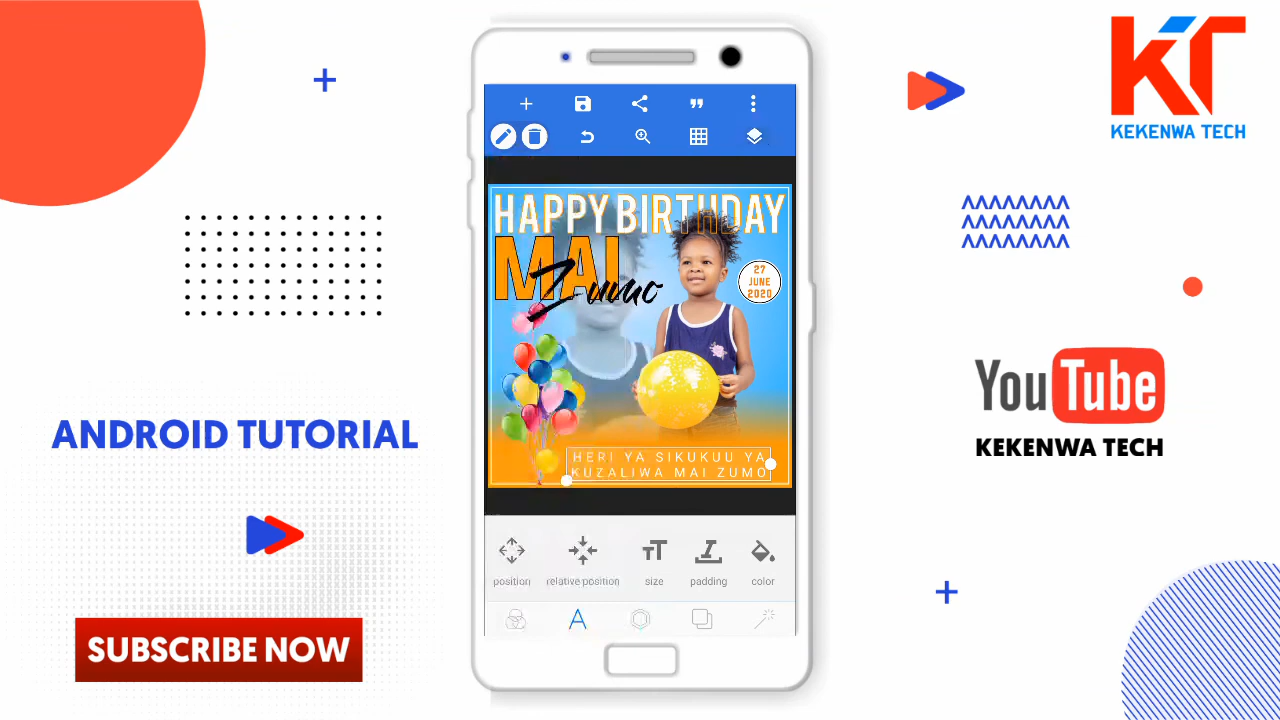 KT
KEKENWA TECH
HAPPY BIRTHDAY
MAI
Zumo
27
JUNE
2020
HERI YA SIKUKUU YA
KUZALIWA MAI ZUMO
ANDROID TUTORIAL
YouTube
KEKENWA TECH
position
relative position
size
padding
color
SUBSCRIBE NOW